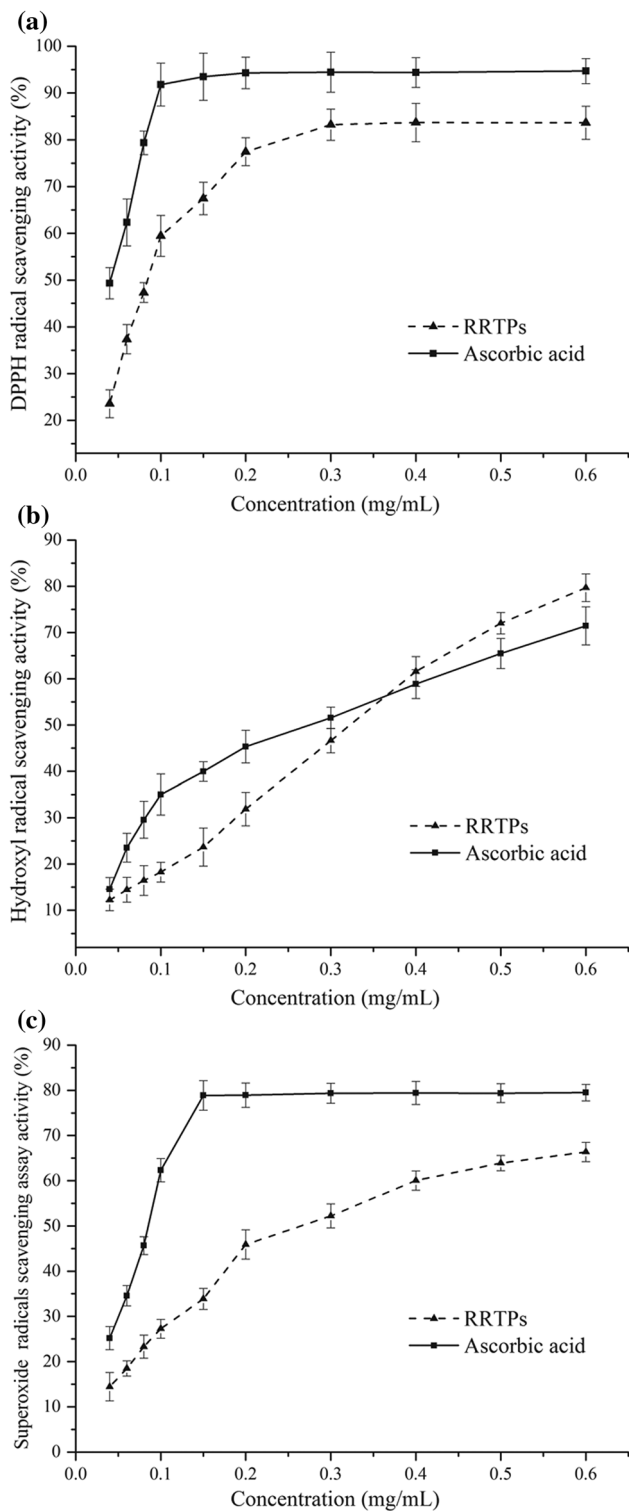 (a)
DPPH radical scavenging activity (%)
100
90
80
70
60
50
40
30
20
RRTPs
Ascorbic acid
0.0 0.1 0.2 0.3 0.4 0.5 0.6
Concentration (mg/mL)
(b)
Hydroxyl radical scavenging activity (%)
90
80
70
60
50
40
30
20
10
RRTPs
Ascorbic acid
0.0 0.1 0.2 0.3 0.4 0.5 0.6
Concentration (mg/mL)
(c)
Superoxide radicals scavenging assay activity (%)
90
80
70
60
50
40
30
20
10
0
RRTPs
Ascorbic acid
0.0 0.1 0.2 0.3 0.4 0.5 0.6
Concentration (mg/mL)